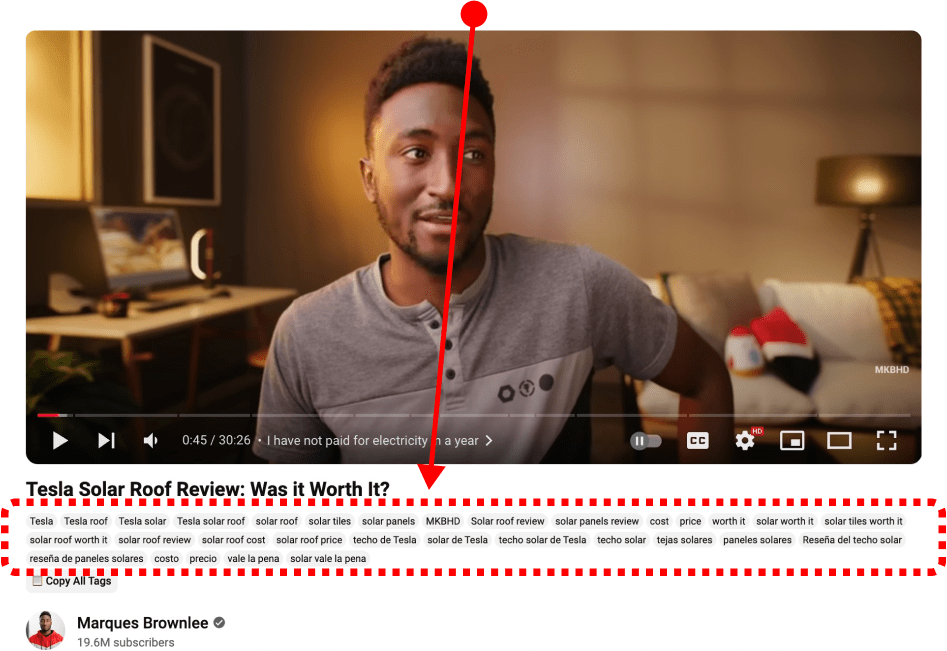 MKBHD
0:45 / 30:26 • I have not paid for electricity in a year
CC
HD
Tesla Solar Roof Review: Was it Worth It?
Tesla Tesla roof Tesla solar Tesla solar roof solar roof solar tiles solar panels MKBHD Solar roof review solar panels review cost price worth it solar worth it solar tiles worth it
solar roof worth it solar roof review solar roof cost solar roof price techo de Tesla solar de Tesla techo solar de Tesla techo solar tejas solares paneles solares Reseña del techo solar
reseña de paneles solares costo precio vale la pena solar vale la pena
Copy All Tags
Marques Brownlee
19.6M subscribers